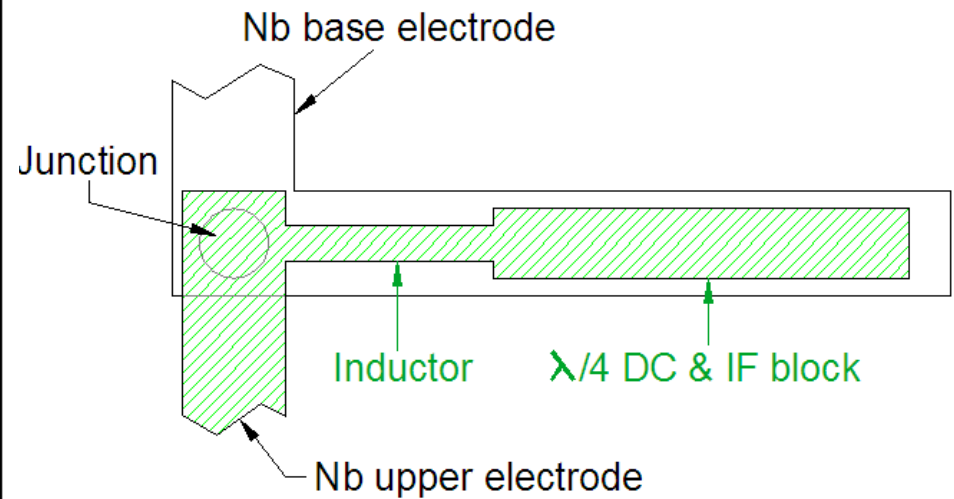 Nb base electrode
Junction
Inductor
λ/4 DC & IF block
Nb upper electrode